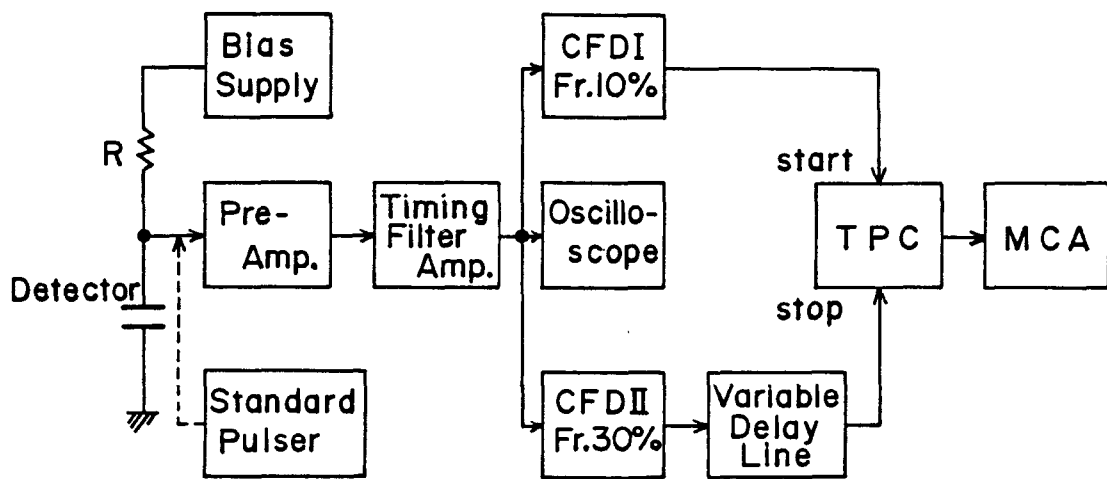 Bias
Supply
R
Detector
Pre-
Amp.
Standard
Pulser
Timing
Filter
Amp.
CFDI
Fr.10%
Oscillo-
scope
CFDII
Fr.30%
Variable
Delay
Line
start
TPC
stop
MCA